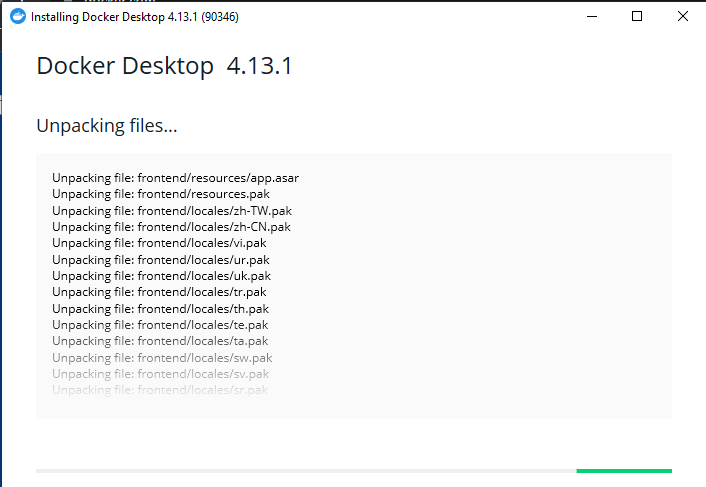 Installing Docker Desktop 4.13.1 (90346)
Docker Desktop 4.13.1
Unpacking files...
Unpacking file: frontend/resources/app.asar
Unpacking file: frontend/resources.pak
Unpacking file: frontend/locales/zh-TW.pak
Unpacking file: frontend/locales/zh-CN.pak
Unpacking file: frontend/locales/vi.pak
Unpacking file: frontend/locales/ur.pak
Unpacking file: frontend/locales/uk.pak
Unpacking file: frontend/locales/tr.pak
Unpacking file: frontend/locales/th.pak
Unpacking file: frontend/locales/te.pak
Unpacking file: frontend/locales/ta.pak
Unpacking file: frontend/locales/sw.pak
Unpacking file: frontend/locales/sv.pak
Unpacking file: frontend/locales/sr.pak